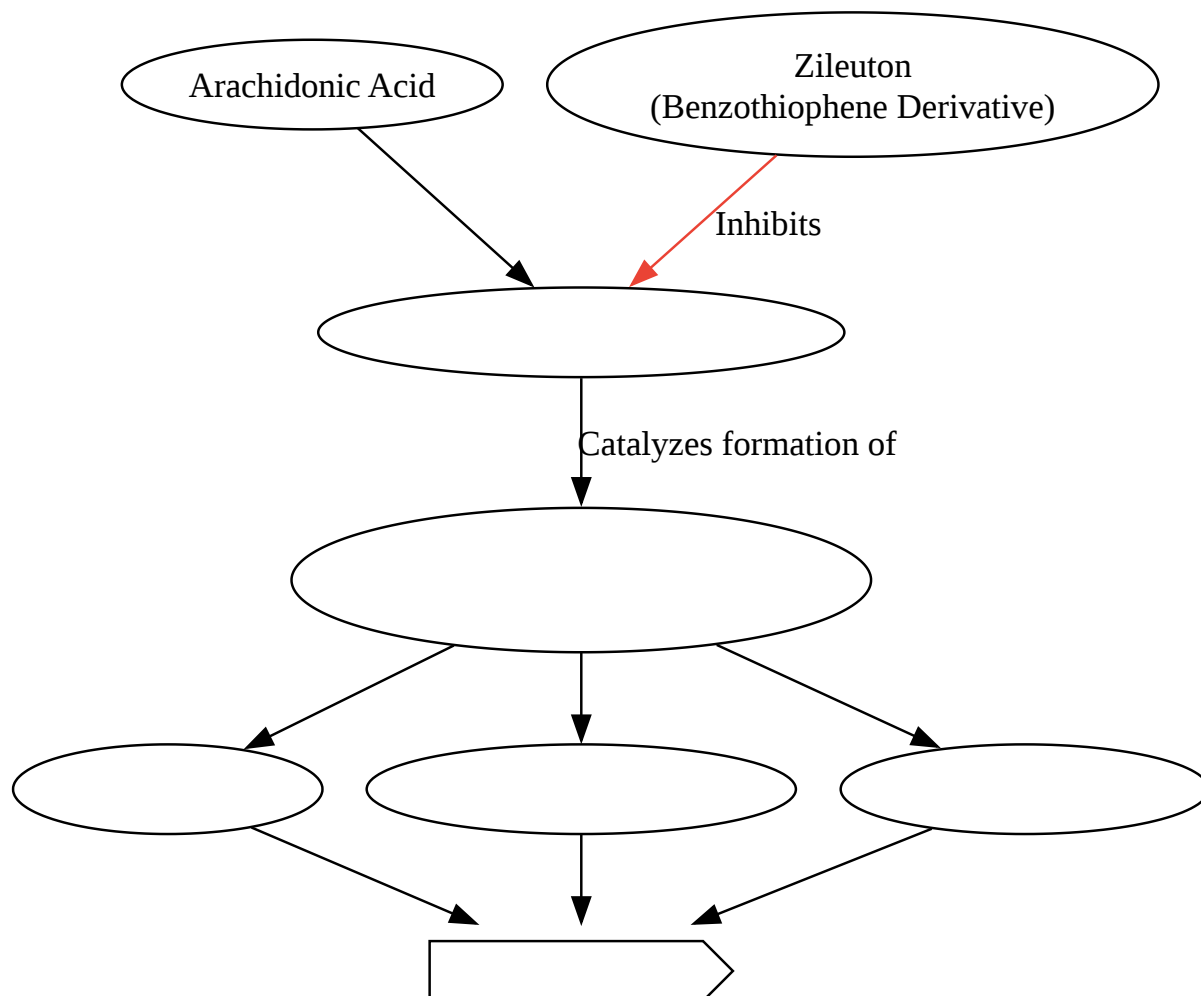 Arachidonic Acid
Zileuton
(Benzothiophene Derivative)
Inhibits
Catalyzes formation of